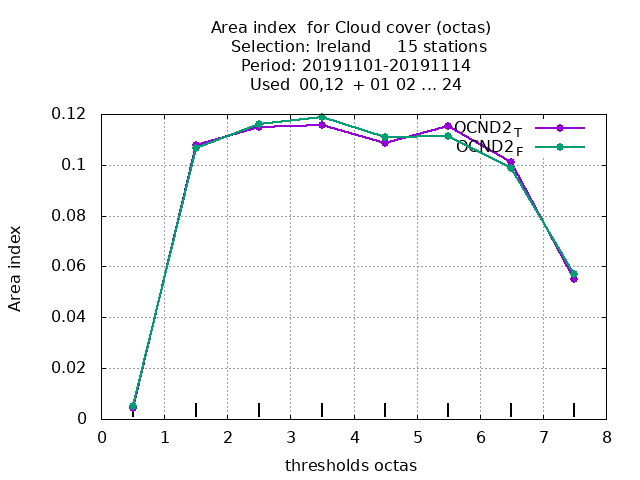 Area index  for Cloud cover (octas)
Selection: Ireland     15 stations
Period: 20191101-20191114
Used  00,12  + 01 02 ... 24
OCND2_T
OCND2_F
0.12
0.1
0.08
0.06
0.04
0.02
0
Area index
0 1 2 3 4 5 6 7 8
thresholds octas